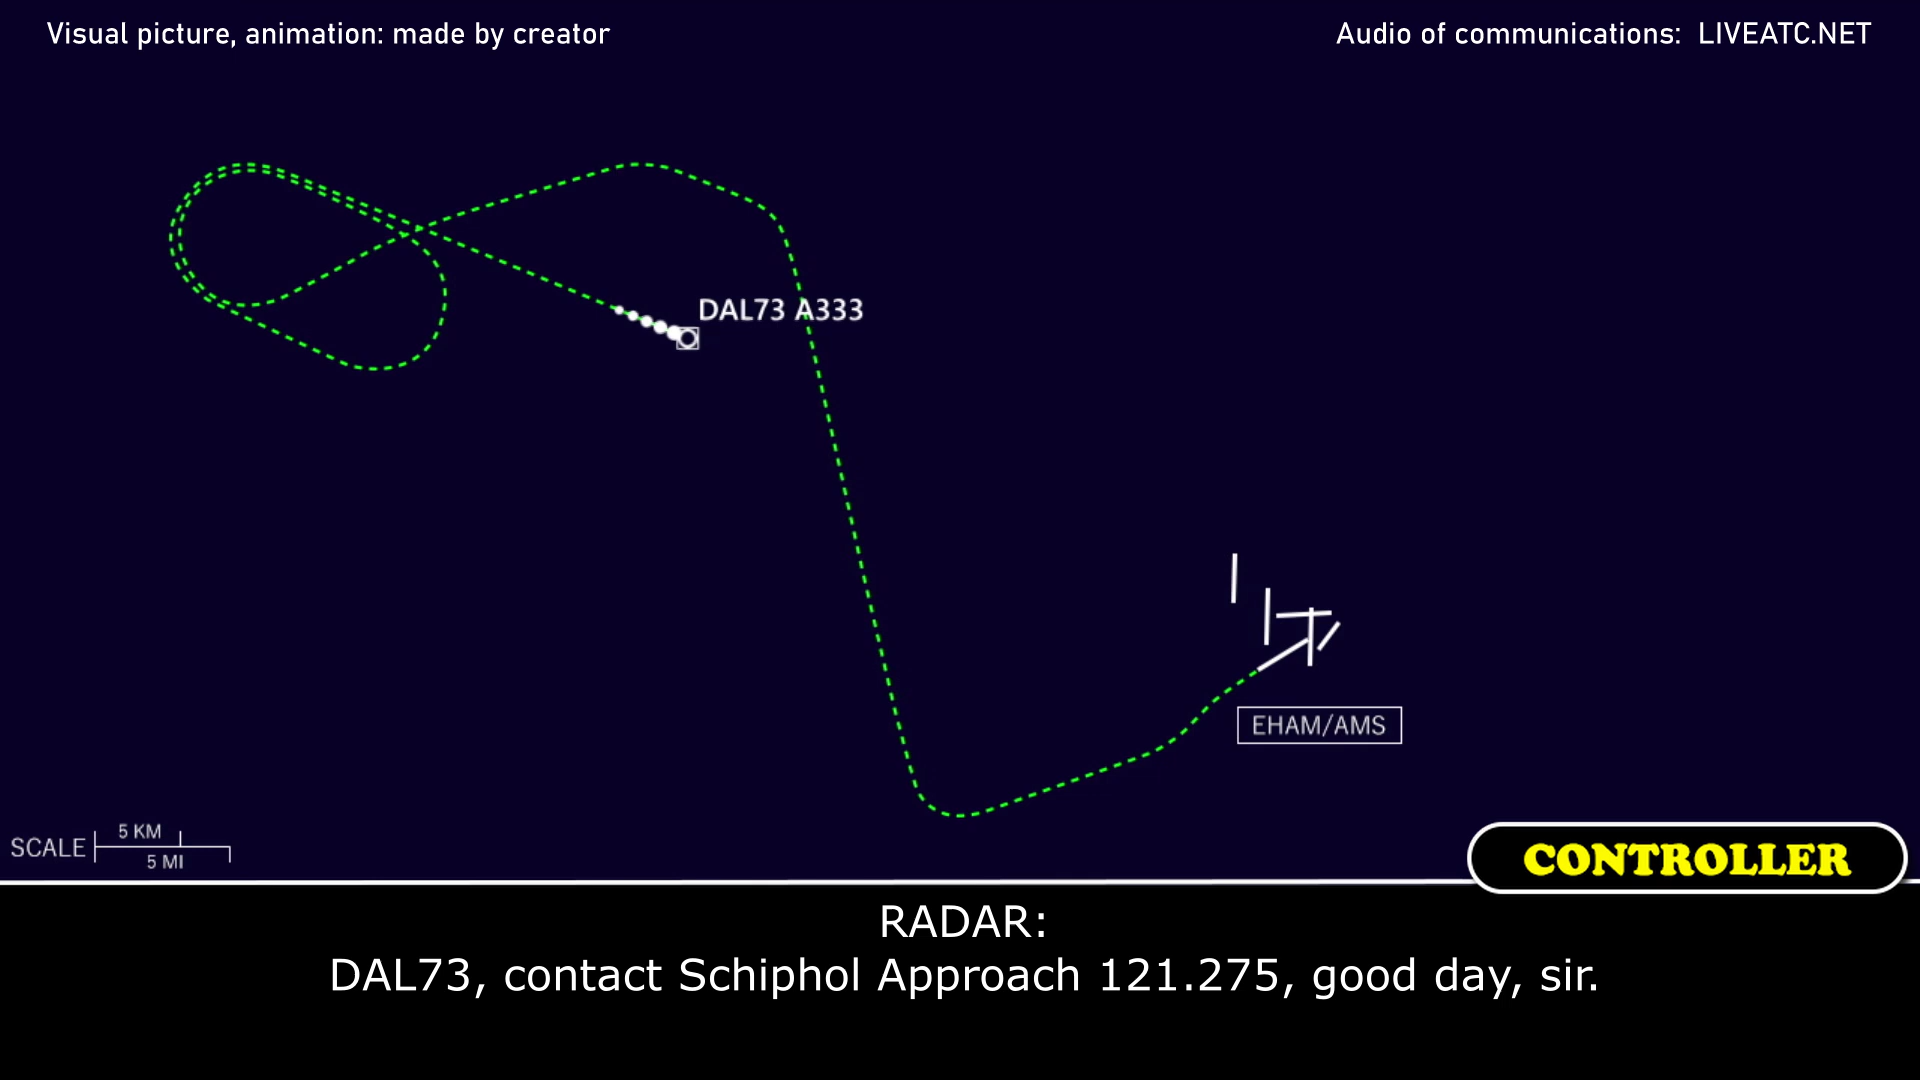 Visual picture, animation: made by creator
Audio of communications: LIVEATC.NET
DAL73 A333
EHAM/AMS
5 KM
SCALE
5 MI
CONTROLLER
RADAR:
DAL73, contact Schiphol Approach 121.275, good day, sir.